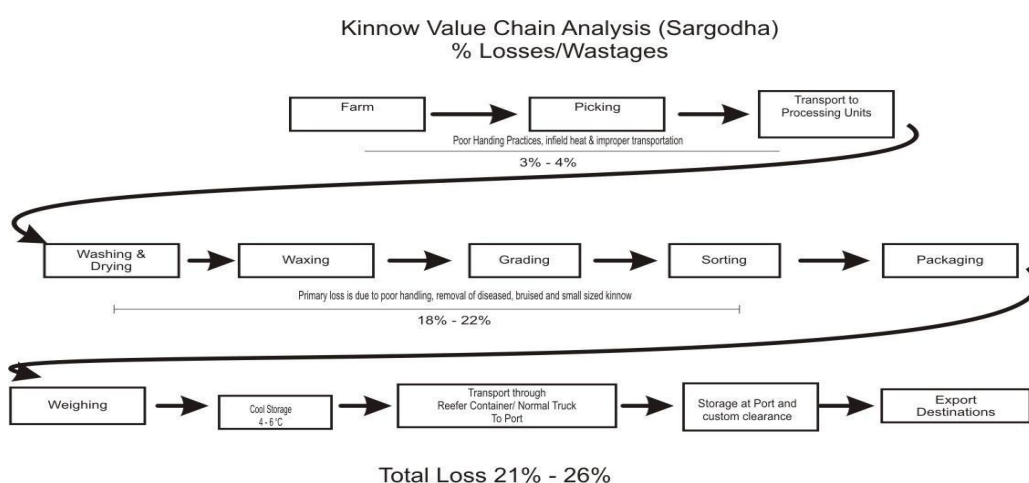 Kinnow Value Chain Analysis (Sargodha)
% Losses/Wastages
Farm
Picking
Transport to
Processing Units
Poor Handing Practices, infield heat & improper transportation
3% - 4%
Washing &
Drying
Waxing
Grading
Sorting
Packaging
Primary loss is due to poor handling, removal of diseased, bruised and small sized kinnow
18% - 22%
Weighing
Cool Storage
4 - 6 °C
Transport through
Reefer Container/ Normal Truck
To Port
Storage at Port and
custom clearance
Export
Destinations
Total Loss 21% - 26%